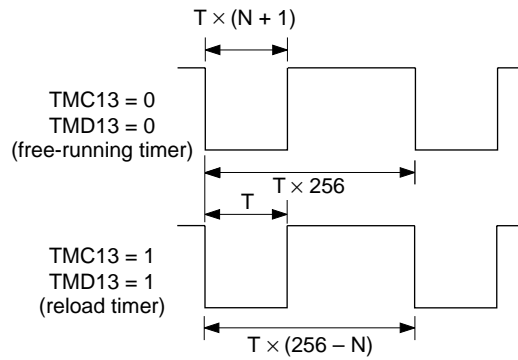 T × (N + 1)
TMC13 = 0
TMD13 = 0
(free-running timer)
T × 256
T
TMC13 = 1
TMD13 = 1
(reload timer)
T × (256 – N)